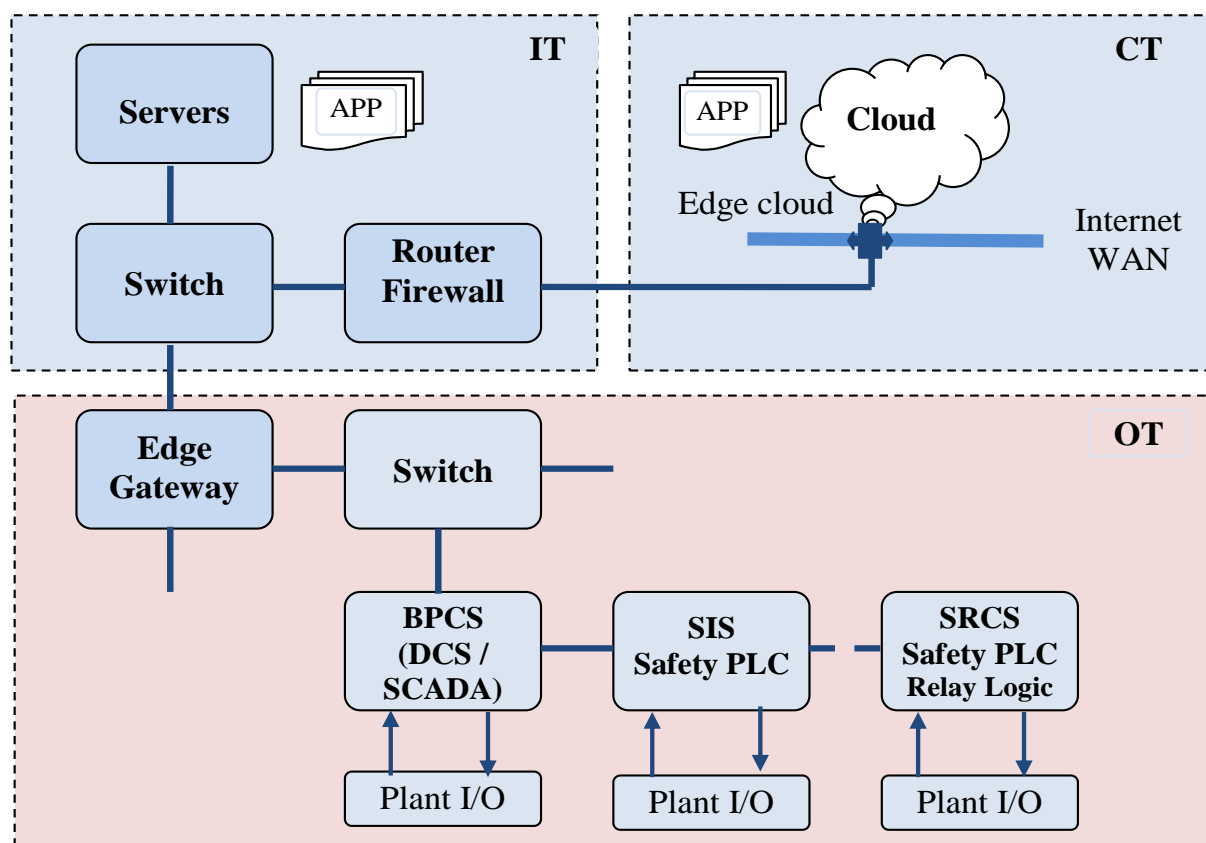 IT
Servers
APP
Switch
Router
Firewall
CT
APP
Cloud
Edge cloud
Internet
WAN
OT
Edge
Gateway
Switch
BPCS
(DCS /
SCADA)
SIS
Safety PLC
SRCS
Safety PLC
Relay Logic
Plant I/O
Plant I/O
Plant I/O